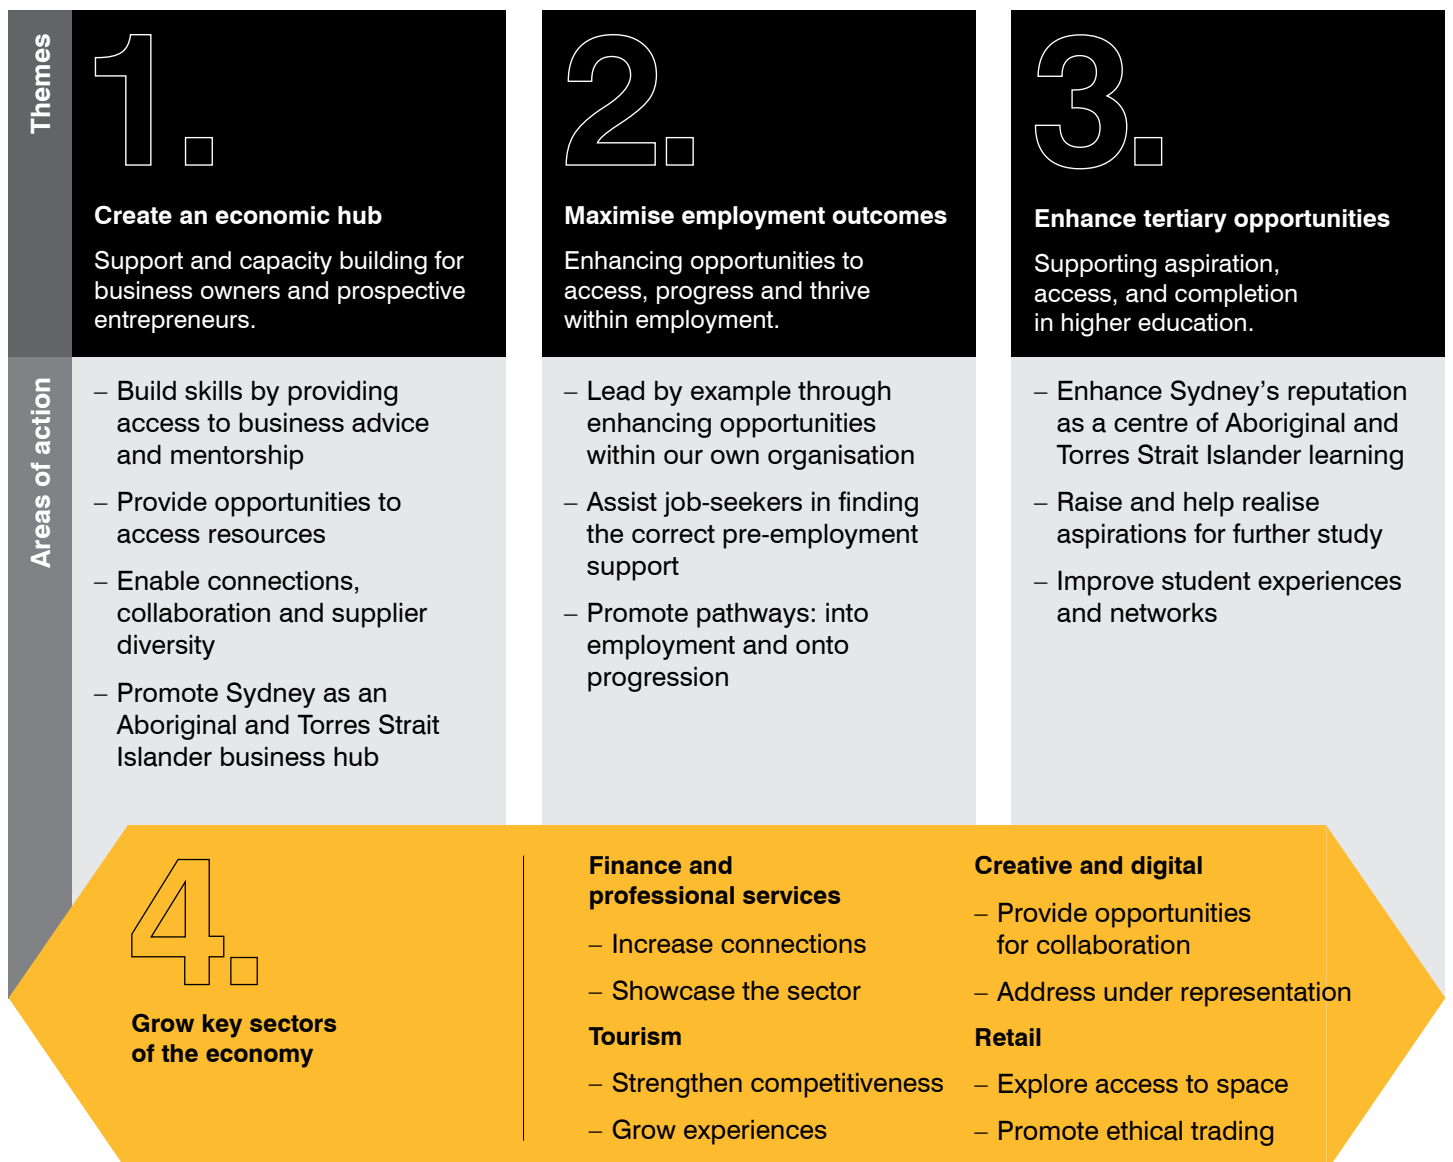 Themes
1.
Create an economic hub
Support and capacity building for
business owners and prospective
entrepreneurs.
2.
Maximise employment outcomes
Enhancing opportunities to
access, progress and thrive
within employment.
3.
Enhance tertiary opportunities
Supporting aspiration,
access, and completion
in higher education.
Areas of action
– Build skills by providing
access to business advice
and mentorship
– Provide opportunities to
access resources
– Enable connections,
collaboration and supplier
diversity
– Promote Sydney as an
Aboriginal and Torres Strait
Islander business hub
– Lead by example through
enhancing opportunities
within our own organisation
– Assist job-seekers in finding
the correct pre-employment
support
– Promote pathways: into
employment and onto
progression
– Enhance Sydney’s reputation
as a centre of Aboriginal and
Torres Strait Islander learning
– Raise and help realise
aspirations for further study
– Improve student experiences
and networks
4.
Grow key sectors
of the economy
Finance and
professional services
– Increase connections
– Showcase the sector
Tourism
– Strengthen competitiveness
– Grow experiences
Creative and digital
– Provide opportunities
for collaboration
– Address under representation
Retail
– Explore access to space
– Promote ethical trading